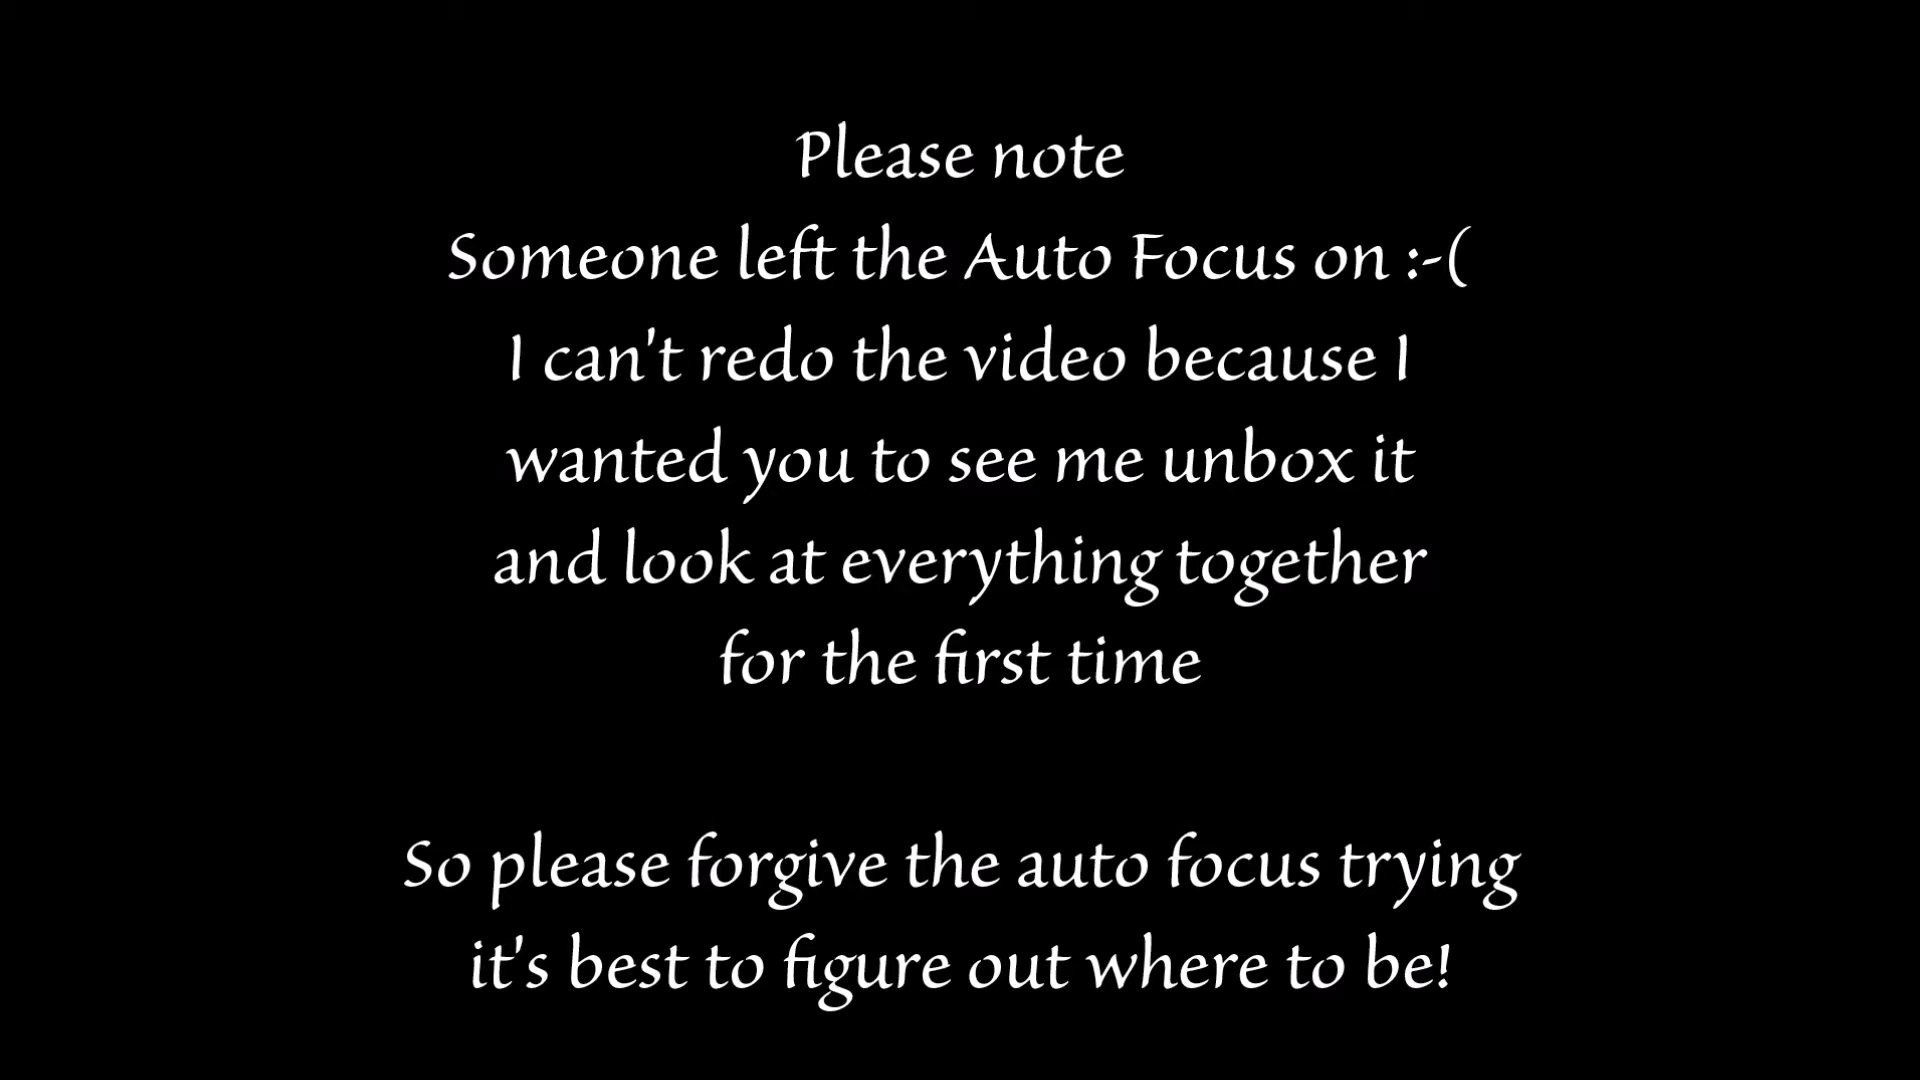 Please note
Someone left the Auto Focus on :-(
I can't redo the video because I
wanted you to see me unbox it
and look at everything together
for the first time
So please forgive the auto focus trying
it's best to figure out where to be!